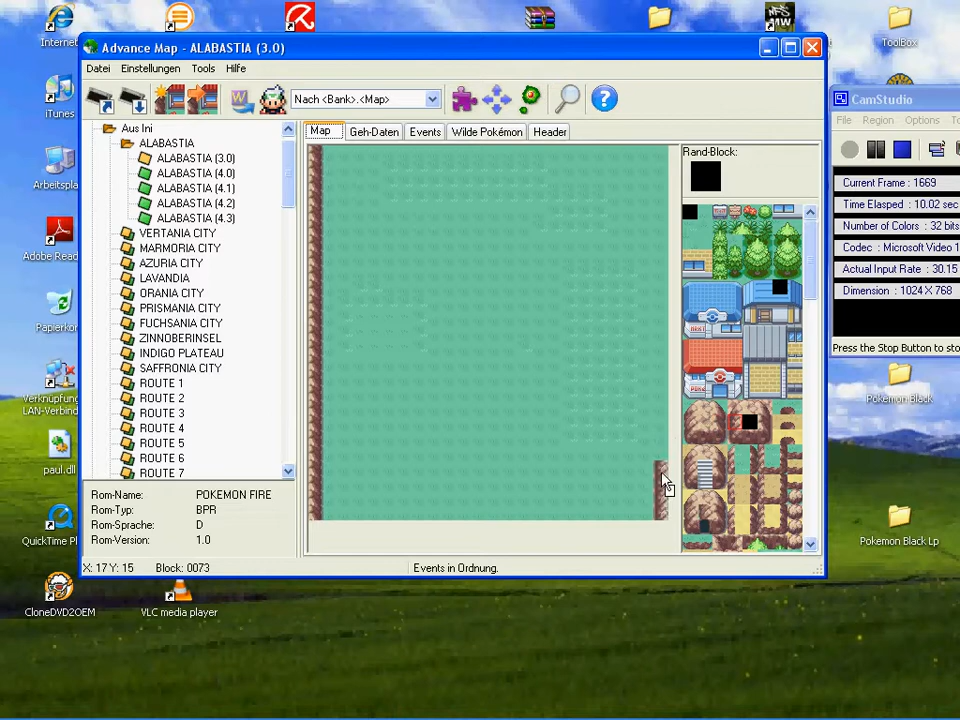 Internet
iTunes
Arbeitspla
Adobe Read
Papierkor
Verknüpfun
LAN-Verbind
paul.dll
QuickTime Pl
CloneDVD2OEM
VLC media player
ToolBox
Pokemon Black
Pokemon Black Lp
Advance Map - ALABASTIA (3.0)
Datei Einstellungen Tools Hilfe
Nach <Bank>.<Map>
Aus Ini
ALABASTIA
ALABASTIA (3.0)
ALABASTIA (4.0)
ALABASTIA (4.1)
ALABASTIA (4.2)
ALABASTIA (4.3)
VERTANIA CITY
MARMORIA CITY
AZURIA CITY
LAVANDIA
ORANIA CITY
PRISMANIA CITY
FUCHSANIA CITY
ZINNOBERINSEL
INDIGO PLATEAU
SAFFRONIA CITY
ROUTE 1
ROUTE 2
ROUTE 3
ROUTE 4
ROUTE 5
ROUTE 6
ROUTE 7
Rom-Name: POKEMON FIRE
Rom-Typ: BPR
Rom-Sprache: D
Rom-Version: 1.0
Map Geh-Daten Events Wilde Pokémon Header
Rand-Block:
X: 17 Y: 15 Block: 0073 Events in Ordnung.
CamStudio
File Region Options
Current Frame : 1669
Time Elasped : 10.02 sec
Number of Colors : 32 bits
Codec : Microsoft Video 1
Actual Input Rate : 30.15
Dimension : 1024 X 768
Press the Stop Button to sto